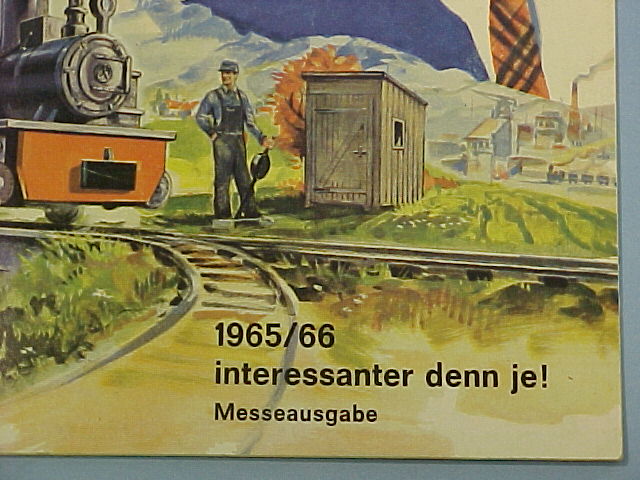 1965/66
interessanter denn je!
Messeausgabe